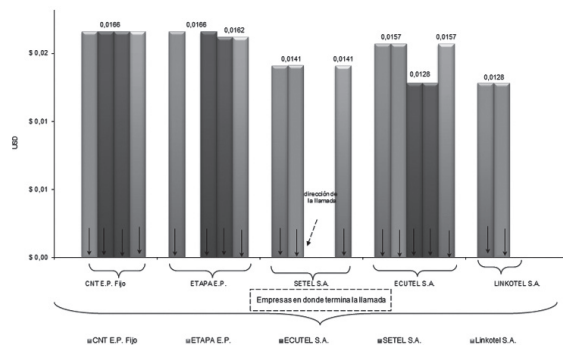 0,0166
0,0166
0,0162
0,0141
0,0141
0,0157
0,0157
0,0128
0,0128
$ 0,02
$ 0,01
$ 0,01
$ 0,00
USD
dirección de
la llamada
CNT E.P. Fijo
ETAPA E.P.
SETEL S.A.
ECUTEL S.A.
LINKOTEL S.A.
Empresas en donde termina la llamada
CNT E.P. Fijo
ETAPA E.P.
ECUTEL S.A.
SETEL S.A.
Linkotel S.A.